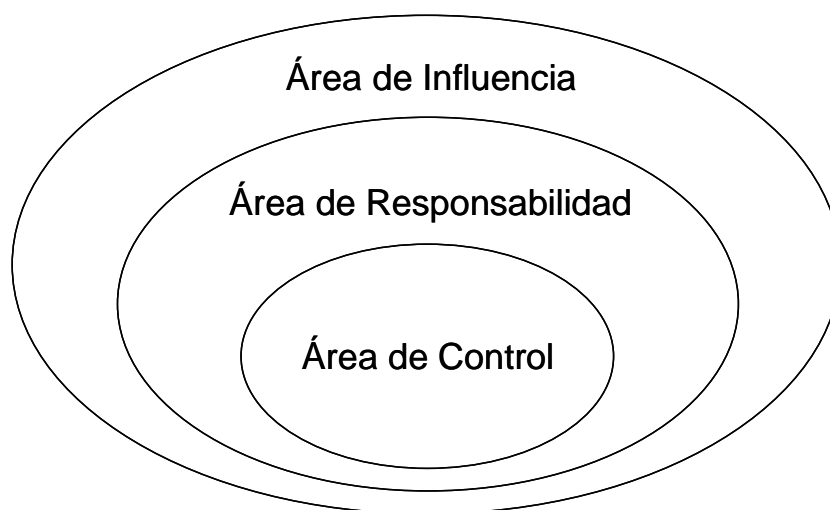 Área de Influencia
Área de Responsabilidad
Área de Control